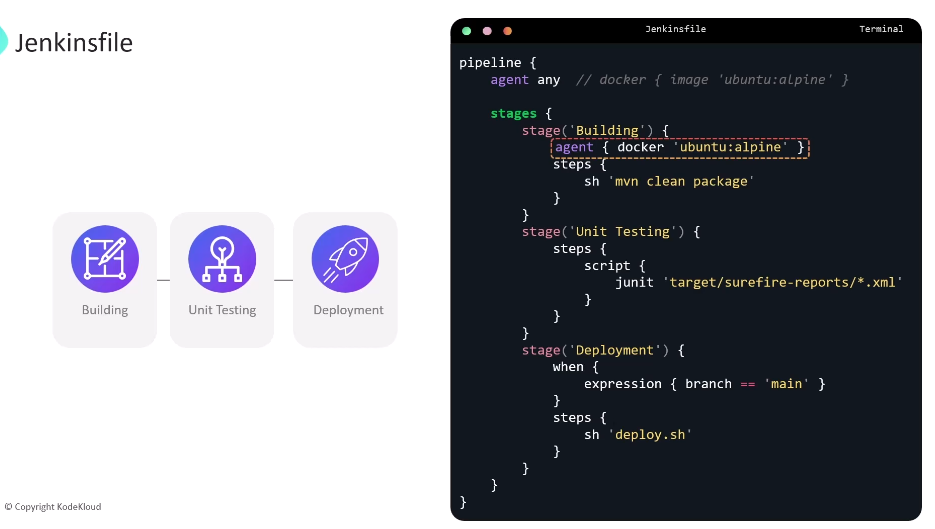 Jenkinsfile
Building
Unit Testing
Deployment
© Copyright KodeKloud
Jenkinsfile
Terminal
pipeline {
    agent any  // docker { image 'ubuntu:alpine' }
    stages {
        stage('Building') {
            agent { docker 'ubuntu:alpine' }
            steps {
                sh 'mvn clean package'
            }
        }
        stage('Unit Testing') {
            steps {
                script {
                    junit 'target/surefire-reports/*.xml'
                }
            }
        }
        stage('Deployment') {
            when {
                expression { branch == 'main' }
            }
            steps {
                sh 'deploy.sh'
            }
        }
    }
}